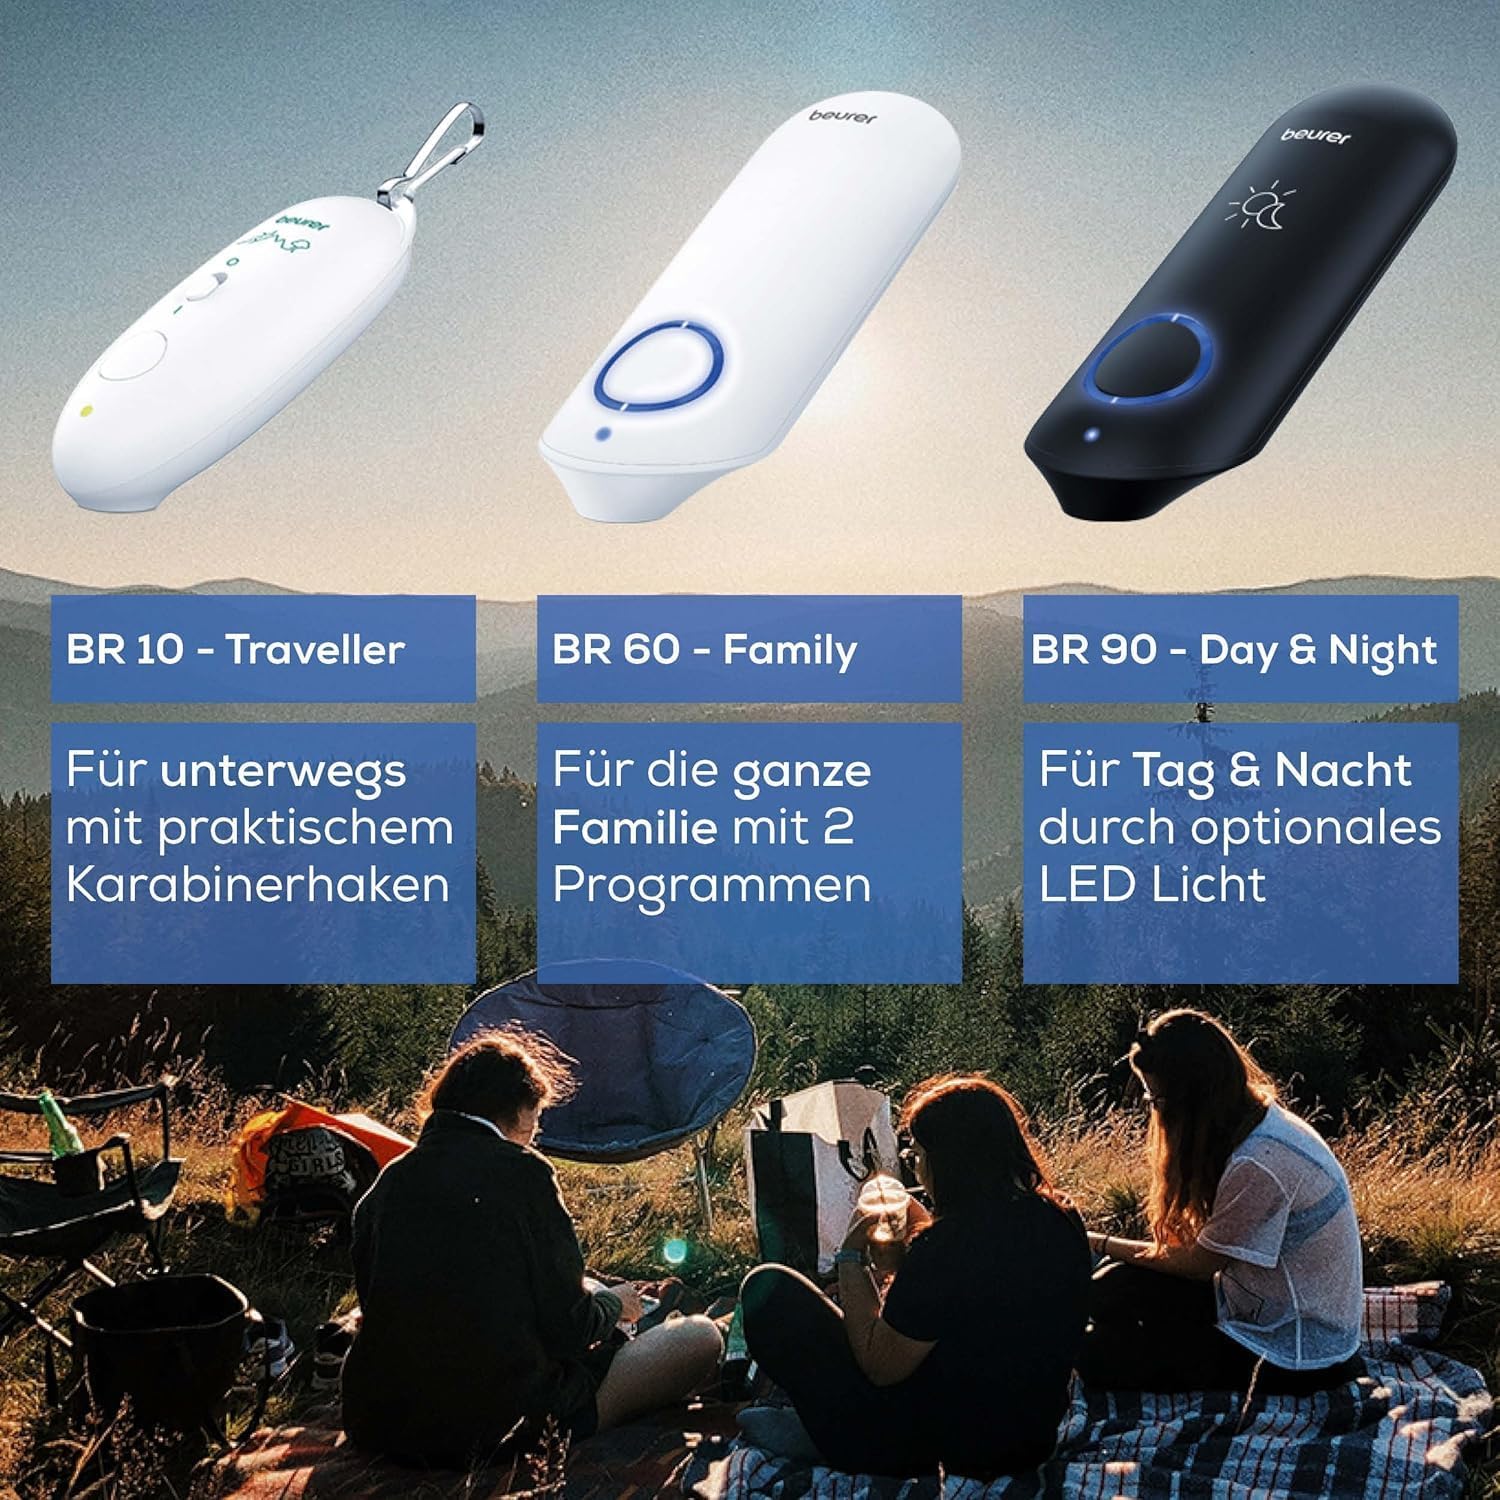 beurer
O
I
beurer
beurer
BR 10 - Traveller
BR 60 - Family
BR 90 - Day & Night
Für unterwegs
mit praktischem
Karabinerhaken
Für die ganze
Familie mit 2
Programmen
Für Tag & Nacht
durch optionales
LED Licht
GIRLS